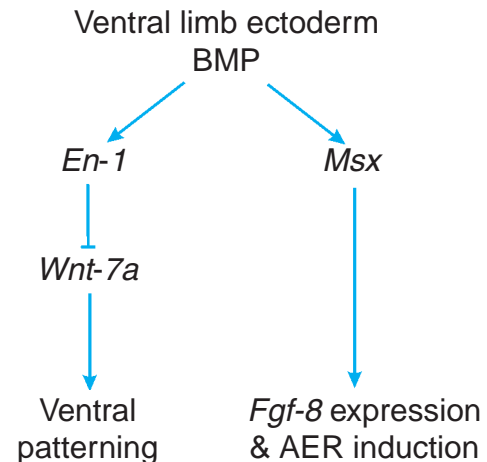 Ventral limb ectoderm
BMP
En-1
Msx
Wnt-7a
Ventral
patterning
Fgf-8 expression
& AER induction